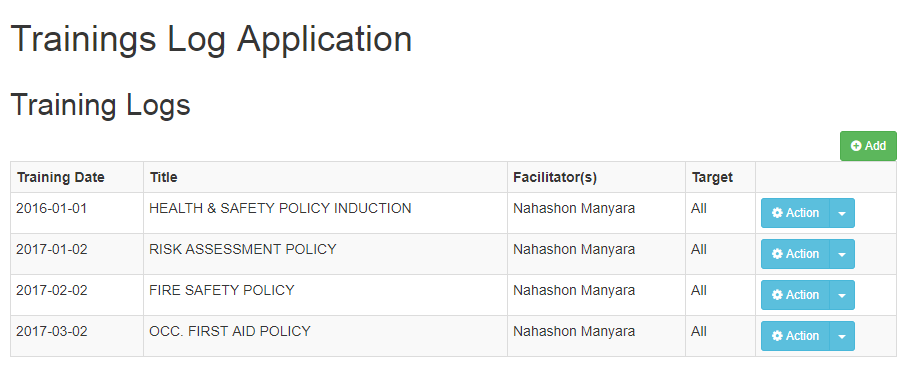 Trainings Log Application
Training Logs
Add
Training Date Title Facilitator(s) Target
2016-01-01 HEALTH & SAFETY POLICY INDUCTION Nahashon Manyara All Action
2017-01-02 RISK ASSESSMENT POLICY Nahashon Manyara All Action
2017-02-02 FIRE SAFETY POLICY Nahashon Manyara All Action
2017-03-02 OCC. FIRST AID POLICY Nahashon Manyara All Action